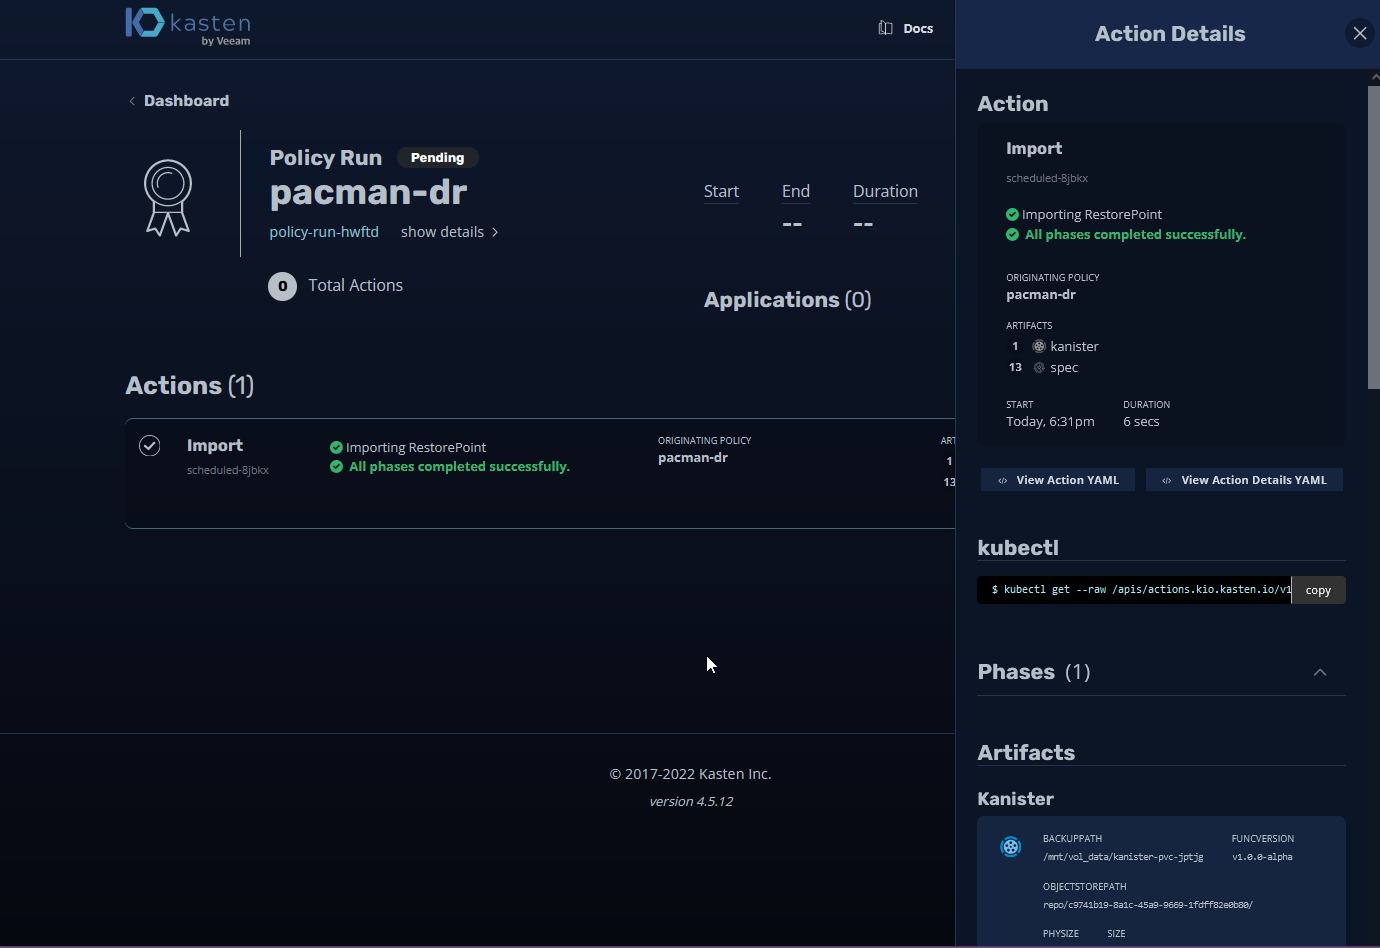 kasten
by Veeam
Docs
Dashboard
Policy Run Pending
pacman-dr
policy-run-hwftd show details
0 Total Actions
Start End Duration
-- --
Applications (0)
Actions (1)
Import
scheduled-8jbkx
Importing RestorePoint
All phases completed successfully.
ORIGINATING POLICY
pacman-dr
ART
1
13
© 2017-2022 Kasten Inc.
version 4.5.12
Action Details
Action
Import
scheduled-8jbkx
Importing RestorePoint
All phases completed successfully.
ORIGINATING POLICY
pacman-dr
ARTIFACTS
1 kanister
13 spec
START DURATION
Today, 6:31pm 6 secs
</> View Action YAML </> View Action Details YAML
kubectl
$ kubectl get --raw /apis/actions.kio.kasten.io/v1 copy
Phases (1)
Artifacts
Kanister
BACKUPPATH FUNCVERSION
/mnt/vol_data/kanister-pvc-jptjg v1.0.0-alpha
OBJECTSTOREPATH
repo/c9741b19-8a1c-45a9-9669-1fdff82e0b80/
PHYSIZE SIZE